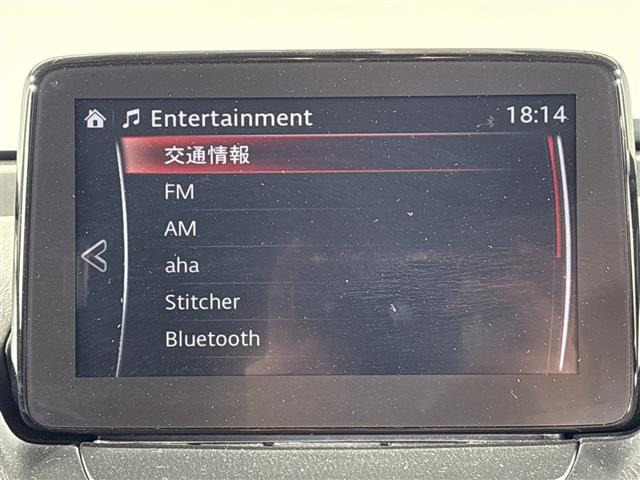 Entertainment 18:14
交通情報
FM
AM
aha
Stitcher
Bluetooth